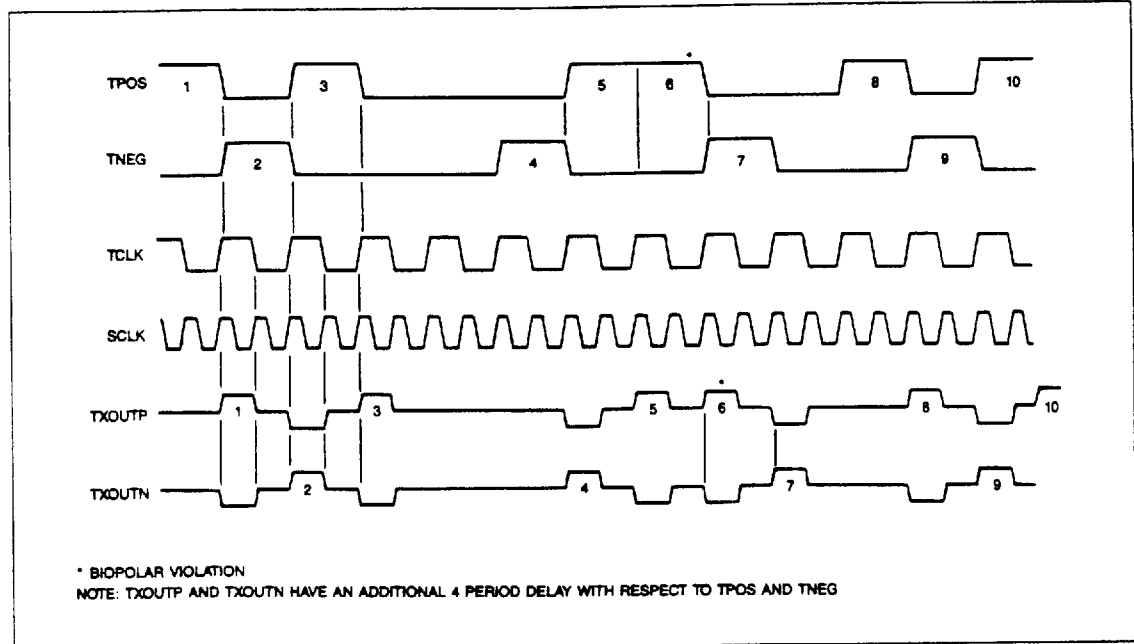 *
TPOS 1 3 5 6 8 10
TNEG 2 4 7 9
TCLK
SCLK
*
TXOUTP 1 3 5 6 8 10
TXOUTN 2 4 7 9
* BIOPOLAR VIOLATION
NOTE: TXOUTP AND TXOUTN HAVE AN ADDITIONAL 4 PERIOD DELAY WITH RESPECT TO TPOS AND TNEG